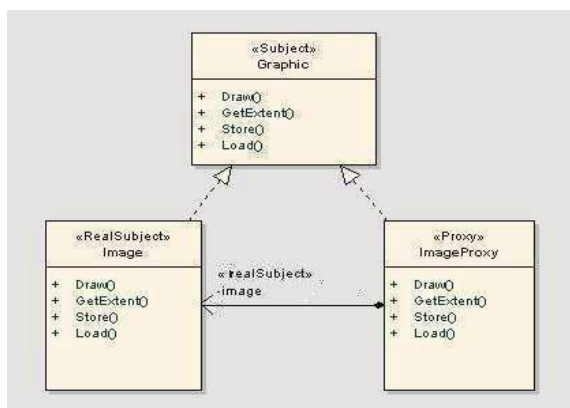 «Subject»
Graphic
+ Draw()
+ GetExtent()
+ Store()
+ Load()
«RealSubject»
Image
+ Draw()
+ GetExtent()
+ Store()
+ Load()
«realSubject»
-image
«Proxy»
ImageProxy
+ Draw()
+ GetExtent()
+ Store()
+ Load()